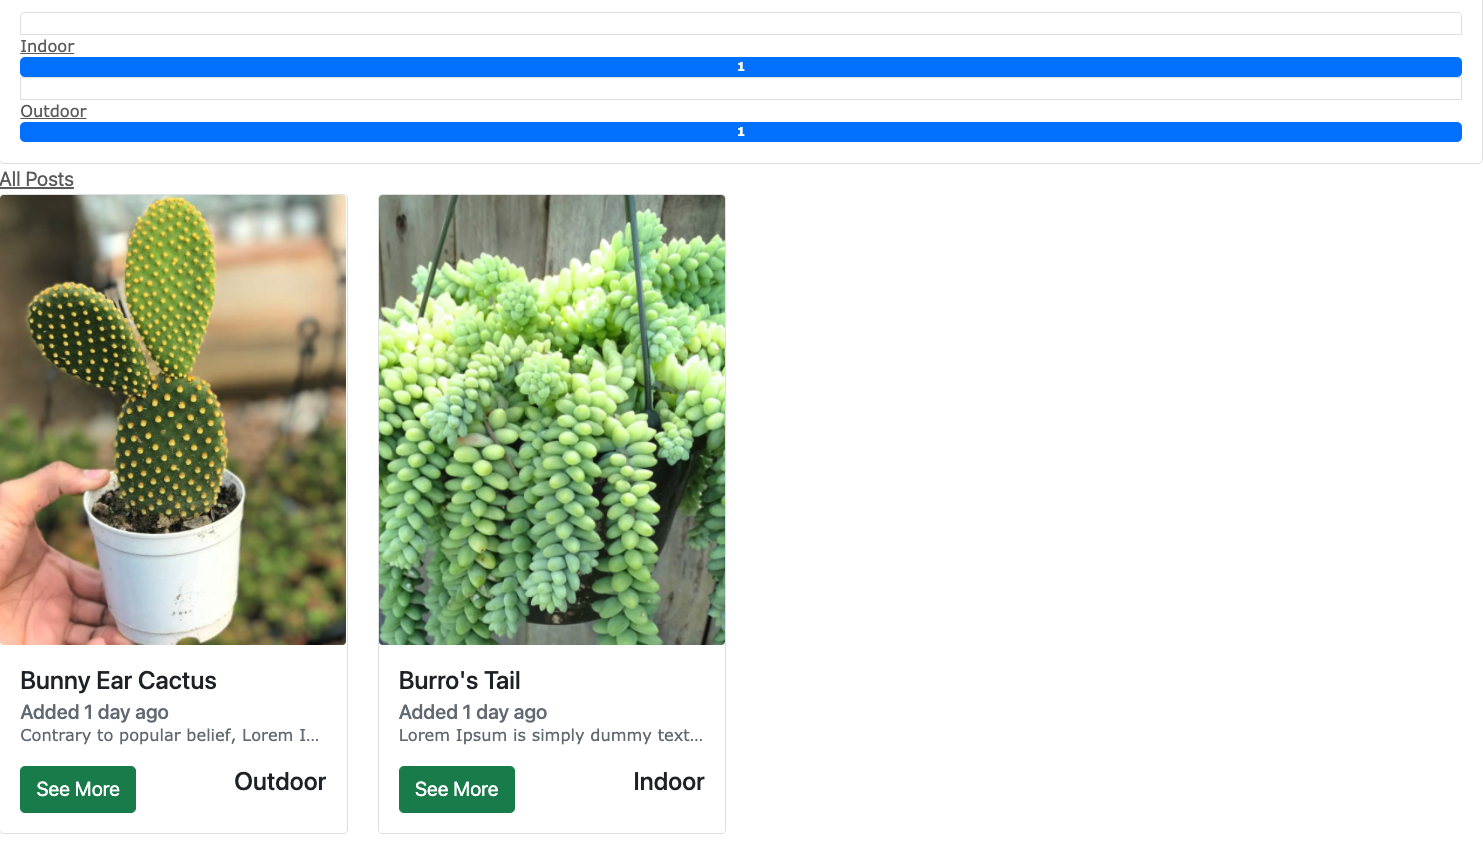 Indoor
1
Outdoor
1
All Posts
Bunny Ear Cactus
Added 1 day ago
Contrary to popular belief, Lorem I...
See More
Outdoor
Burro's Tail
Added 1 day ago
Lorem Ipsum is simply dummy text...
See More
Indoor